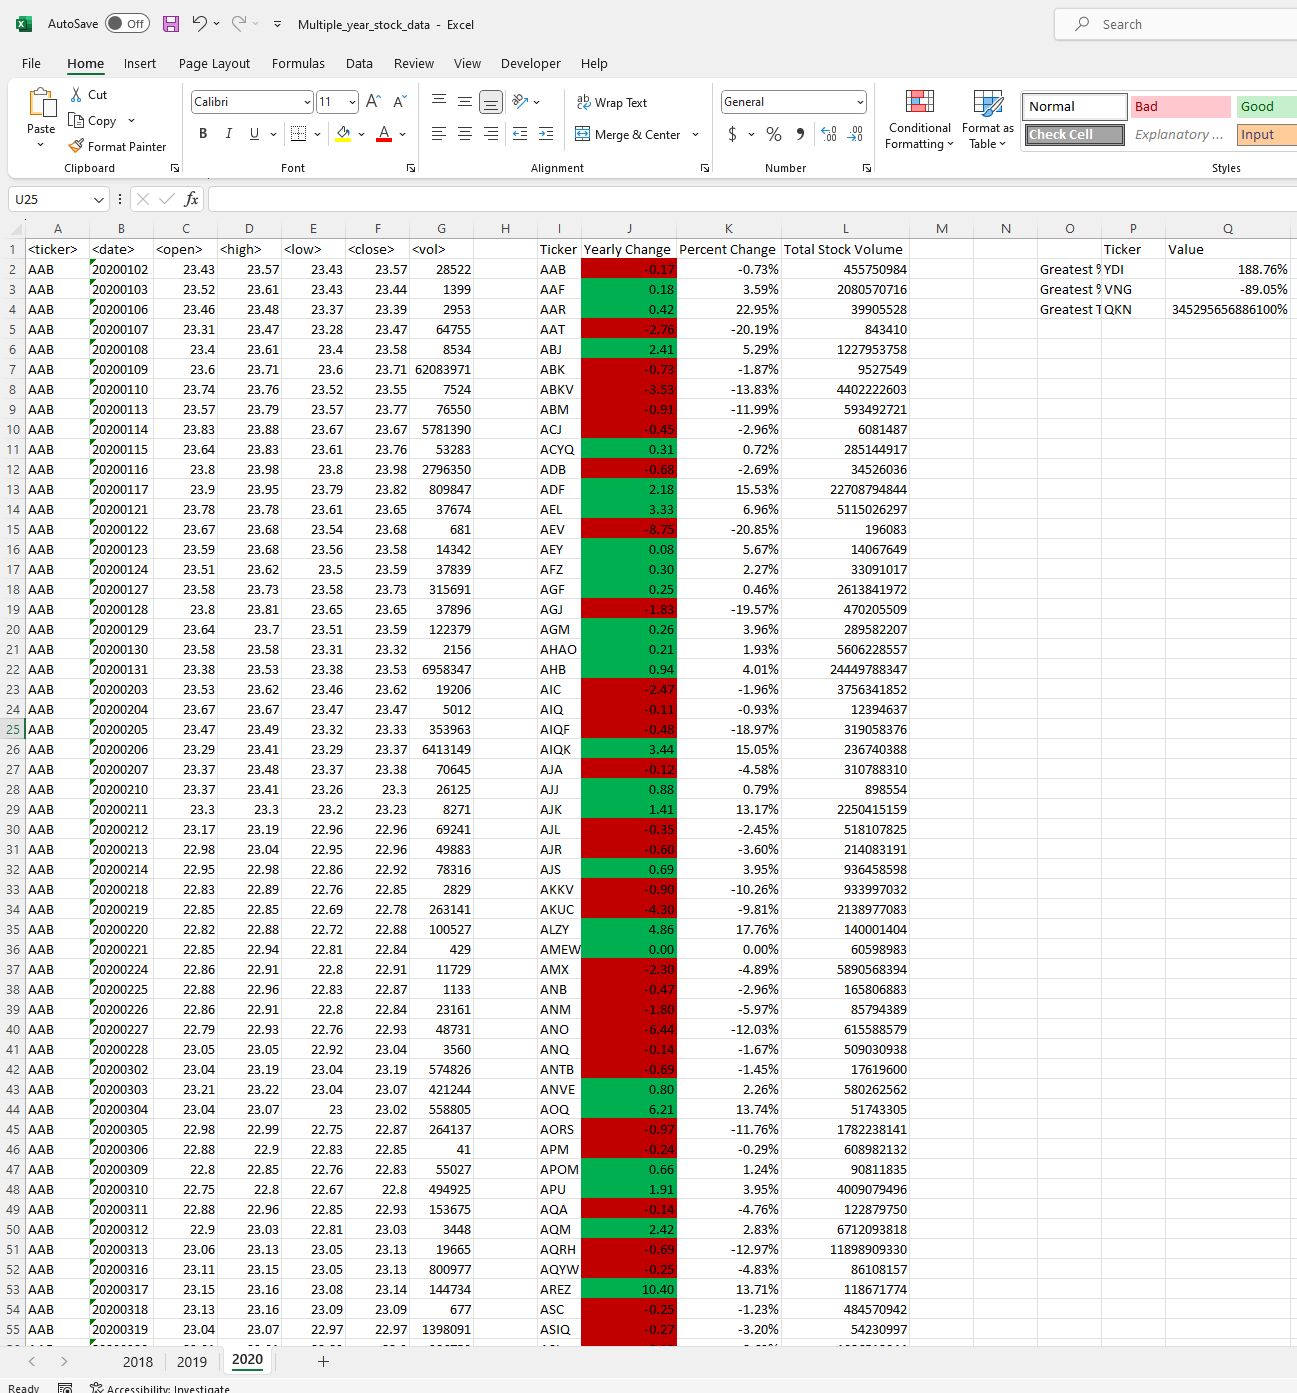 AutoSave Off Multiple_year_stock_data - Excel Search
File Home Insert Page Layout Formulas Data Review View Developer Help
Paste Cut Copy Format Painter Clipboard
Calibri 11 B I U Font
Wrap Text Merge & Center Alignment
General $ % Number
Conditional Formatting Format as Table
Normal Bad Good
Check Cell Explanatory ... Input
Styles
U25 fx
A B C D E F G H I J K L M N O P Q
1 <ticker> <date> <open> <high> <low> <close> <vol> Ticker Yearly Change Percent Change Total Stock Volume Ticker Value
2 AAB 20200102 23.43 23.57 23.43 23.57 28522 AAB -0.17 -0.73% 455750984 Greatest % YDI 188.76%
3 AAB 20200103 23.52 23.61 23.43 23.44 1399 AAF 0.18 3.59% 2080570716 Greatest % VNG -89.05%
4 AAB 20200106 23.46 23.48 23.37 23.39 2953 AAR 0.42 22.95% 39905528 Greatest T QKN 345295656886100%
5 AAB 20200107 23.31 23.47 23.28 23.47 64755 AAT -2.76 -20.19% 843410
6 AAB 20200108 23.4 23.61 23.4 23.58 8534 ABJ 2.41 5.29% 1227953758
7 AAB 20200109 23.6 23.71 23.6 23.71 62083971 ABK -0.73 -1.87% 9527549
8 AAB 20200110 23.74 23.76 23.52 23.55 7524 ABKV -3.53 -13.83% 4402222603
9 AAB 20200113 23.57 23.79 23.57 23.77 76550 ABM -0.91 -11.99% 593492721
10 AAB 20200114 23.83 23.88 23.67 23.67 5781390 ACJ -0.45 -2.96% 6081487
11 AAB 20200115 23.64 23.83 23.61 23.76 53283 ACYQ 0.31 0.72% 285144917
12 AAB 20200116 23.8 23.98 23.8 23.98 2796350 ADB -0.68 -2.69% 34526036
13 AAB 20200117 23.9 23.95 23.79 23.82 809847 ADF 2.18 15.53% 22708794844
14 AAB 20200121 23.78 23.78 23.61 23.65 37674 AEL 3.33 6.96% 5115026297
15 AAB 20200122 23.67 23.68 23.54 23.68 681 AEV -8.75 -20.85% 196083
16 AAB 20200123 23.59 23.68 23.56 23.58 14342 AEY 0.08 5.67% 14067649
17 AAB 20200124 23.51 23.62 23.5 23.59 37839 AFZ 0.30 2.27% 33091017
18 AAB 20200127 23.58 23.73 23.58 23.73 315691 AGF 0.25 0.46% 2613841972
19 AAB 20200128 23.8 23.81 23.65 23.65 37896 AGJ -1.83 -19.57% 470205509
20 AAB 20200129 23.64 23.7 23.51 23.59 122379 AGM 0.26 3.96% 289582207
21 AAB 20200130 23.58 23.58 23.31 23.32 2156 AHAO 0.21 1.93% 5606228557
22 AAB 20200131 23.38 23.53 23.38 23.53 6958347 AHB 0.94 4.01% 24449788347
23 AAB 20200203 23.53 23.62 23.46 23.62 19206 AIC -2.47 -1.96% 3756341852
24 AAB 20200204 23.67 23.67 23.47 23.47 5012 AIQ -0.11 -0.93% 12394637
25 AAB 20200205 23.47 23.49 23.32 23.33 353963 AIQF -0.48 -18.97% 319058376
26 AAB 20200206 23.29 23.41 23.29 23.37 6413149 AIQK 3.44 15.05% 236740388
27 AAB 20200207 23.37 23.48 23.37 23.38 70645 AJA -0.12 -4.58% 310788310
28 AAB 20200210 23.37 23.41 23.26 23.3 26125 AJJ 0.88 0.79% 898554
29 AAB 20200211 23.3 23.3 23.2 23.23 8271 AJK 1.41 13.17% 2250415159
30 AAB 20200212 23.17 23.19 22.96 22.96 69241 AJL -0.35 -2.45% 518107825
31 AAB 20200213 22.98 23.04 22.95 22.96 49883 AJR -0.60 -3.60% 214083191
32 AAB 20200214 22.95 22.98 22.86 22.92 78316 AJS 0.69 3.95% 936458598
33 AAB 20200218 22.83 22.89 22.76 22.85 2829 AKKV -0.90 -10.26% 933997032
34 AAB 20200219 22.85 22.85 22.69 22.78 263141 AKUC -4.30 -9.81% 2138977083
35 AAB 20200220 22.82 22.88 22.72 22.88 100527 ALZY 4.86 17.76% 140001404
36 AAB 20200221 22.85 22.94 22.81 22.84 429 AMEW 0.00 0.00% 60598983
37 AAB 20200224 22.86 22.91 22.8 22.91 11729 AMX -2.30 -4.89% 5890568394
38 AAB 20200225 22.88 22.96 22.83 22.87 1133 ANB -0.47 -2.96% 165806883
39 AAB 20200226 22.86 22.91 22.8 22.84 23161 ANM -1.80 -5.97% 85794389
40 AAB 20200227 22.79 22.93 22.76 22.93 48731 ANO -6.44 -12.03% 615588579
41 AAB 20200228 23.05 23.05 22.92 23.04 3560 ANQ -0.14 -1.67% 509030938
42 AAB 20200302 23.04 23.19 23.04 23.19 574826 ANTB -0.69 -1.45% 17619600
43 AAB 20200303 23.21 23.22 23.04 23.07 421244 ANVE 0.80 2.26% 580262562
44 AAB 20200304 23.04 23.07 23 23.02 558805 AOQ 6.21 13.74% 51743305
45 AAB 20200305 22.98 22.99 22.75 22.87 264137 AORS -0.97 -11.76% 1782238141
46 AAB 20200306 22.88 22.9 22.83 22.85 41 APM -0.24 -0.29% 608982132
47 AAB 20200309 22.8 22.85 22.76 22.83 55027 APOM 0.66 1.24% 90811835
48 AAB 20200310 22.75 22.8 22.67 22.8 494925 APU 1.91 3.95% 4009079496
49 AAB 20200311 22.88 22.96 22.85 22.93 153675 AQA -0.14 -4.76% 122879750
50 AAB 20200312 22.9 23.03 22.81 23.03 3448 AQM 2.42 2.83% 6712093818
51 AAB 20200313 23.06 23.13 23.05 23.13 19665 AQRH -0.69 -12.97% 11898909330
52 AAB 20200316 23.11 23.15 23.05 23.13 800977 AQYW -0.25 -4.83% 86108157
53 AAB 20200317 23.15 23.16 23.08 23.14 144734 AREZ 10.40 13.71% 118671774
54 AAB 20200318 23.13 23.16 23.09 23.09 677 ASC -0.25 -1.23% 484570942
55 AAB 20200319 23.04 23.07 22.97 22.97 1398091 ASIQ -0.27 -3.20% 54230997
2018 2019 2020
Ready Accessibility: Investigate